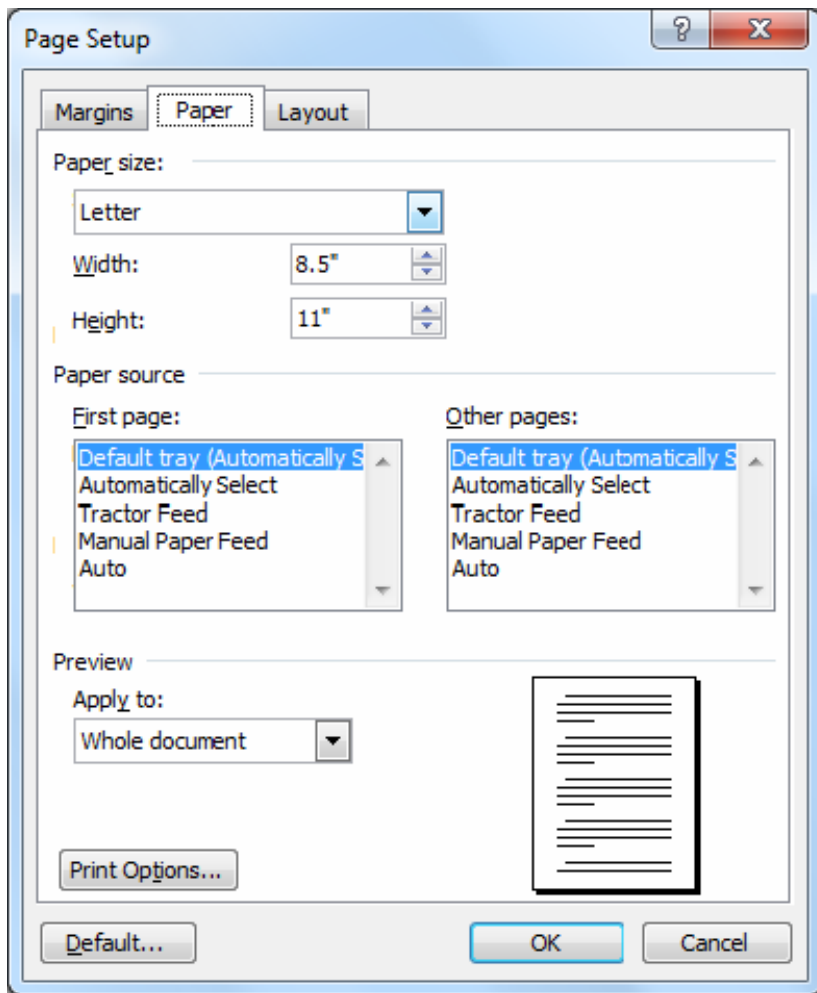 Page Setup
Margins Paper Layout
Paper size:
Letter
Width: 8.5"
Height: 11"
Paper source
First page: Other pages:
Default tray (Automatically S Default tray (Automatically S
Automatically Select Automatically Select
Tractor Feed Tractor Feed
Manual Paper Feed Manual Paper Feed
Auto Auto
Preview
Apply to:
Whole document
Print Options...
Default... OK Cancel